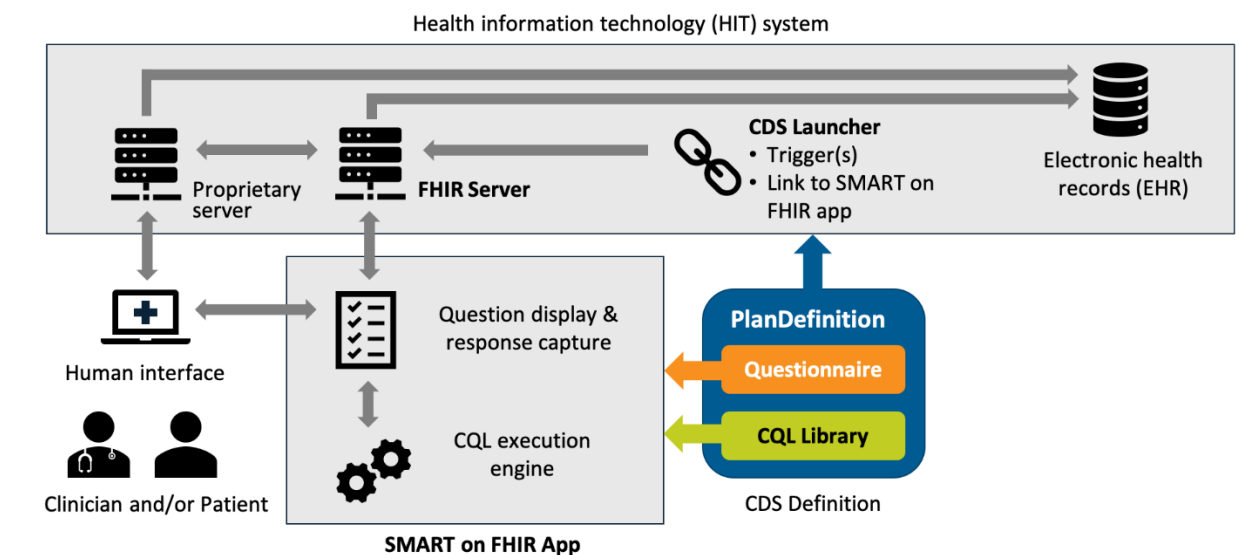 Health information technology (HIT) system
CDS Launcher
• Trigger(s)
• Link to SMART on
FHIR app
Electronic health
records (EHR)
Proprietary
server
FHIR Server
Human interface
Clinician and/or Patient
Question display &
response capture
CQL execution
engine
SMART on FHIR App
PlanDefinition
Questionnaire
CQL Library
CDS Definition